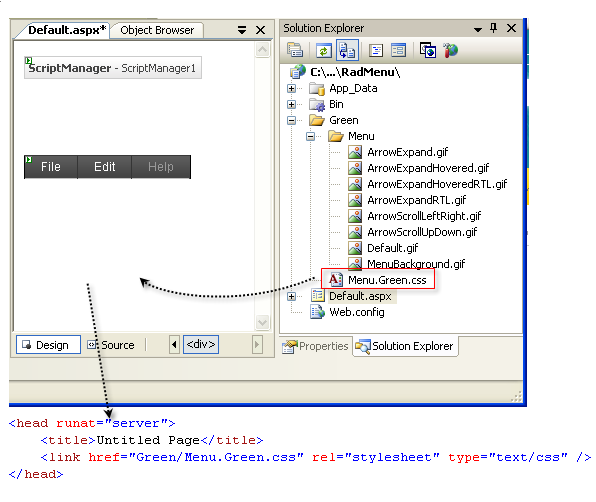 Default.aspx* Object Browser
ScriptManager - ScriptManager1
File Edit Help
Design Source <div>
Solution Explorer
C:\...\RadMenu\
App_Data
Bin
Green
Menu
ArrowExpand.gif
ArrowExpandHovered.gif
ArrowExpandHoveredRTL.gif
ArrowExpandRTL.gif
ArrowScrollLeftRight.gif
ArrowScrollUpDown.gif
Default.gif
MenuBackground.gif
Menu.Green.css
Default.aspx
Web.config
Properties Solution Explorer
<head runat="server">
<title>Untitled Page</title>
<link href="Green/Menu.Green.css" rel="stylesheet" type="text/css" />
</head>